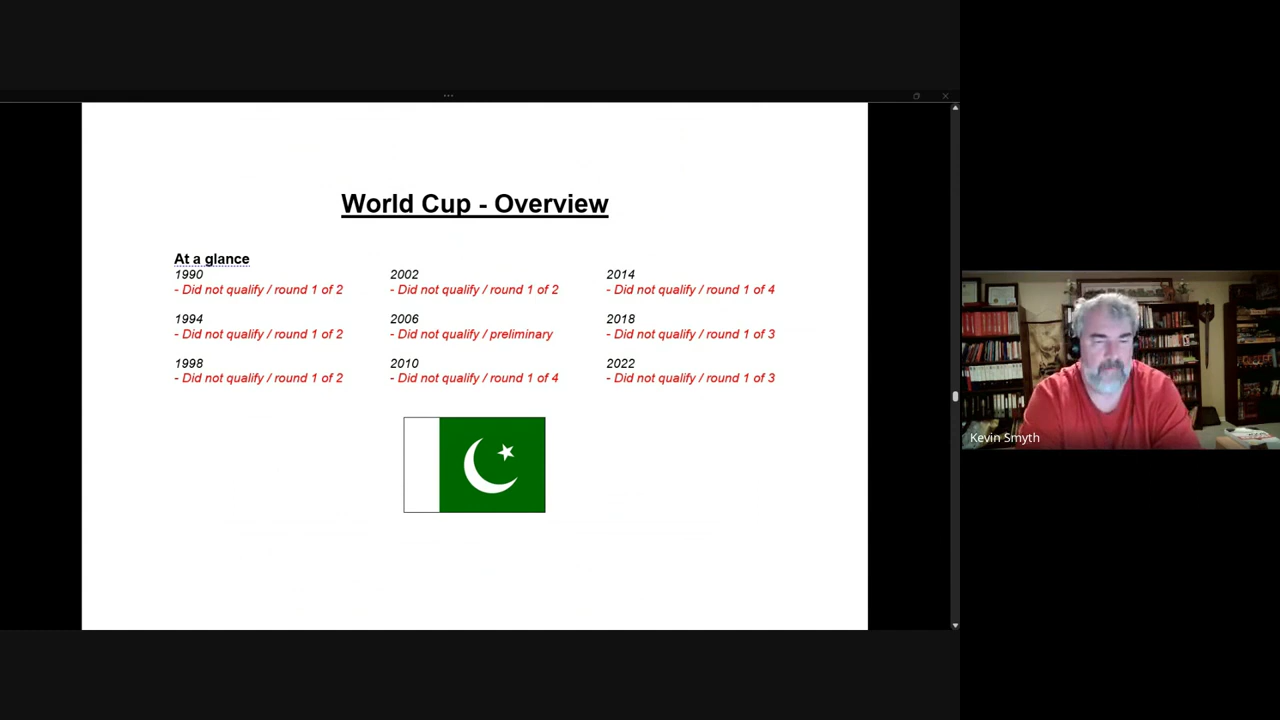 World Cup - Overview
At a glance
1990
- Did not qualify / round 1 of 2
1994
- Did not qualify / round 1 of 2
1998
- Did not qualify / round 1 of 2
2002
- Did not qualify / round 1 of 2
2006
- Did not qualify / preliminary
2010
- Did not qualify / round 1 of 4
2014
- Did not qualify / round 1 of 4
2018
- Did not qualify / round 1 of 3
2022
- Did not qualify / round 1 of 3
Kevin Smyth